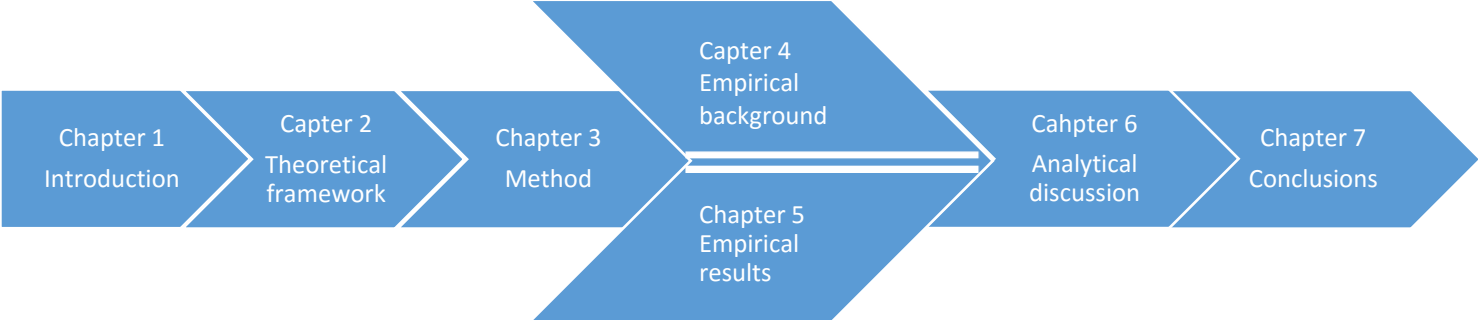 Chapter 1
Introduction
Capter 2
Theoretical
framework
Chapter 3
Method
Capter 4
Empirical
background
Chapter 5
Empirical
results
Cahpter 6
Analytical
discussion
Chapter 7
Conclusions